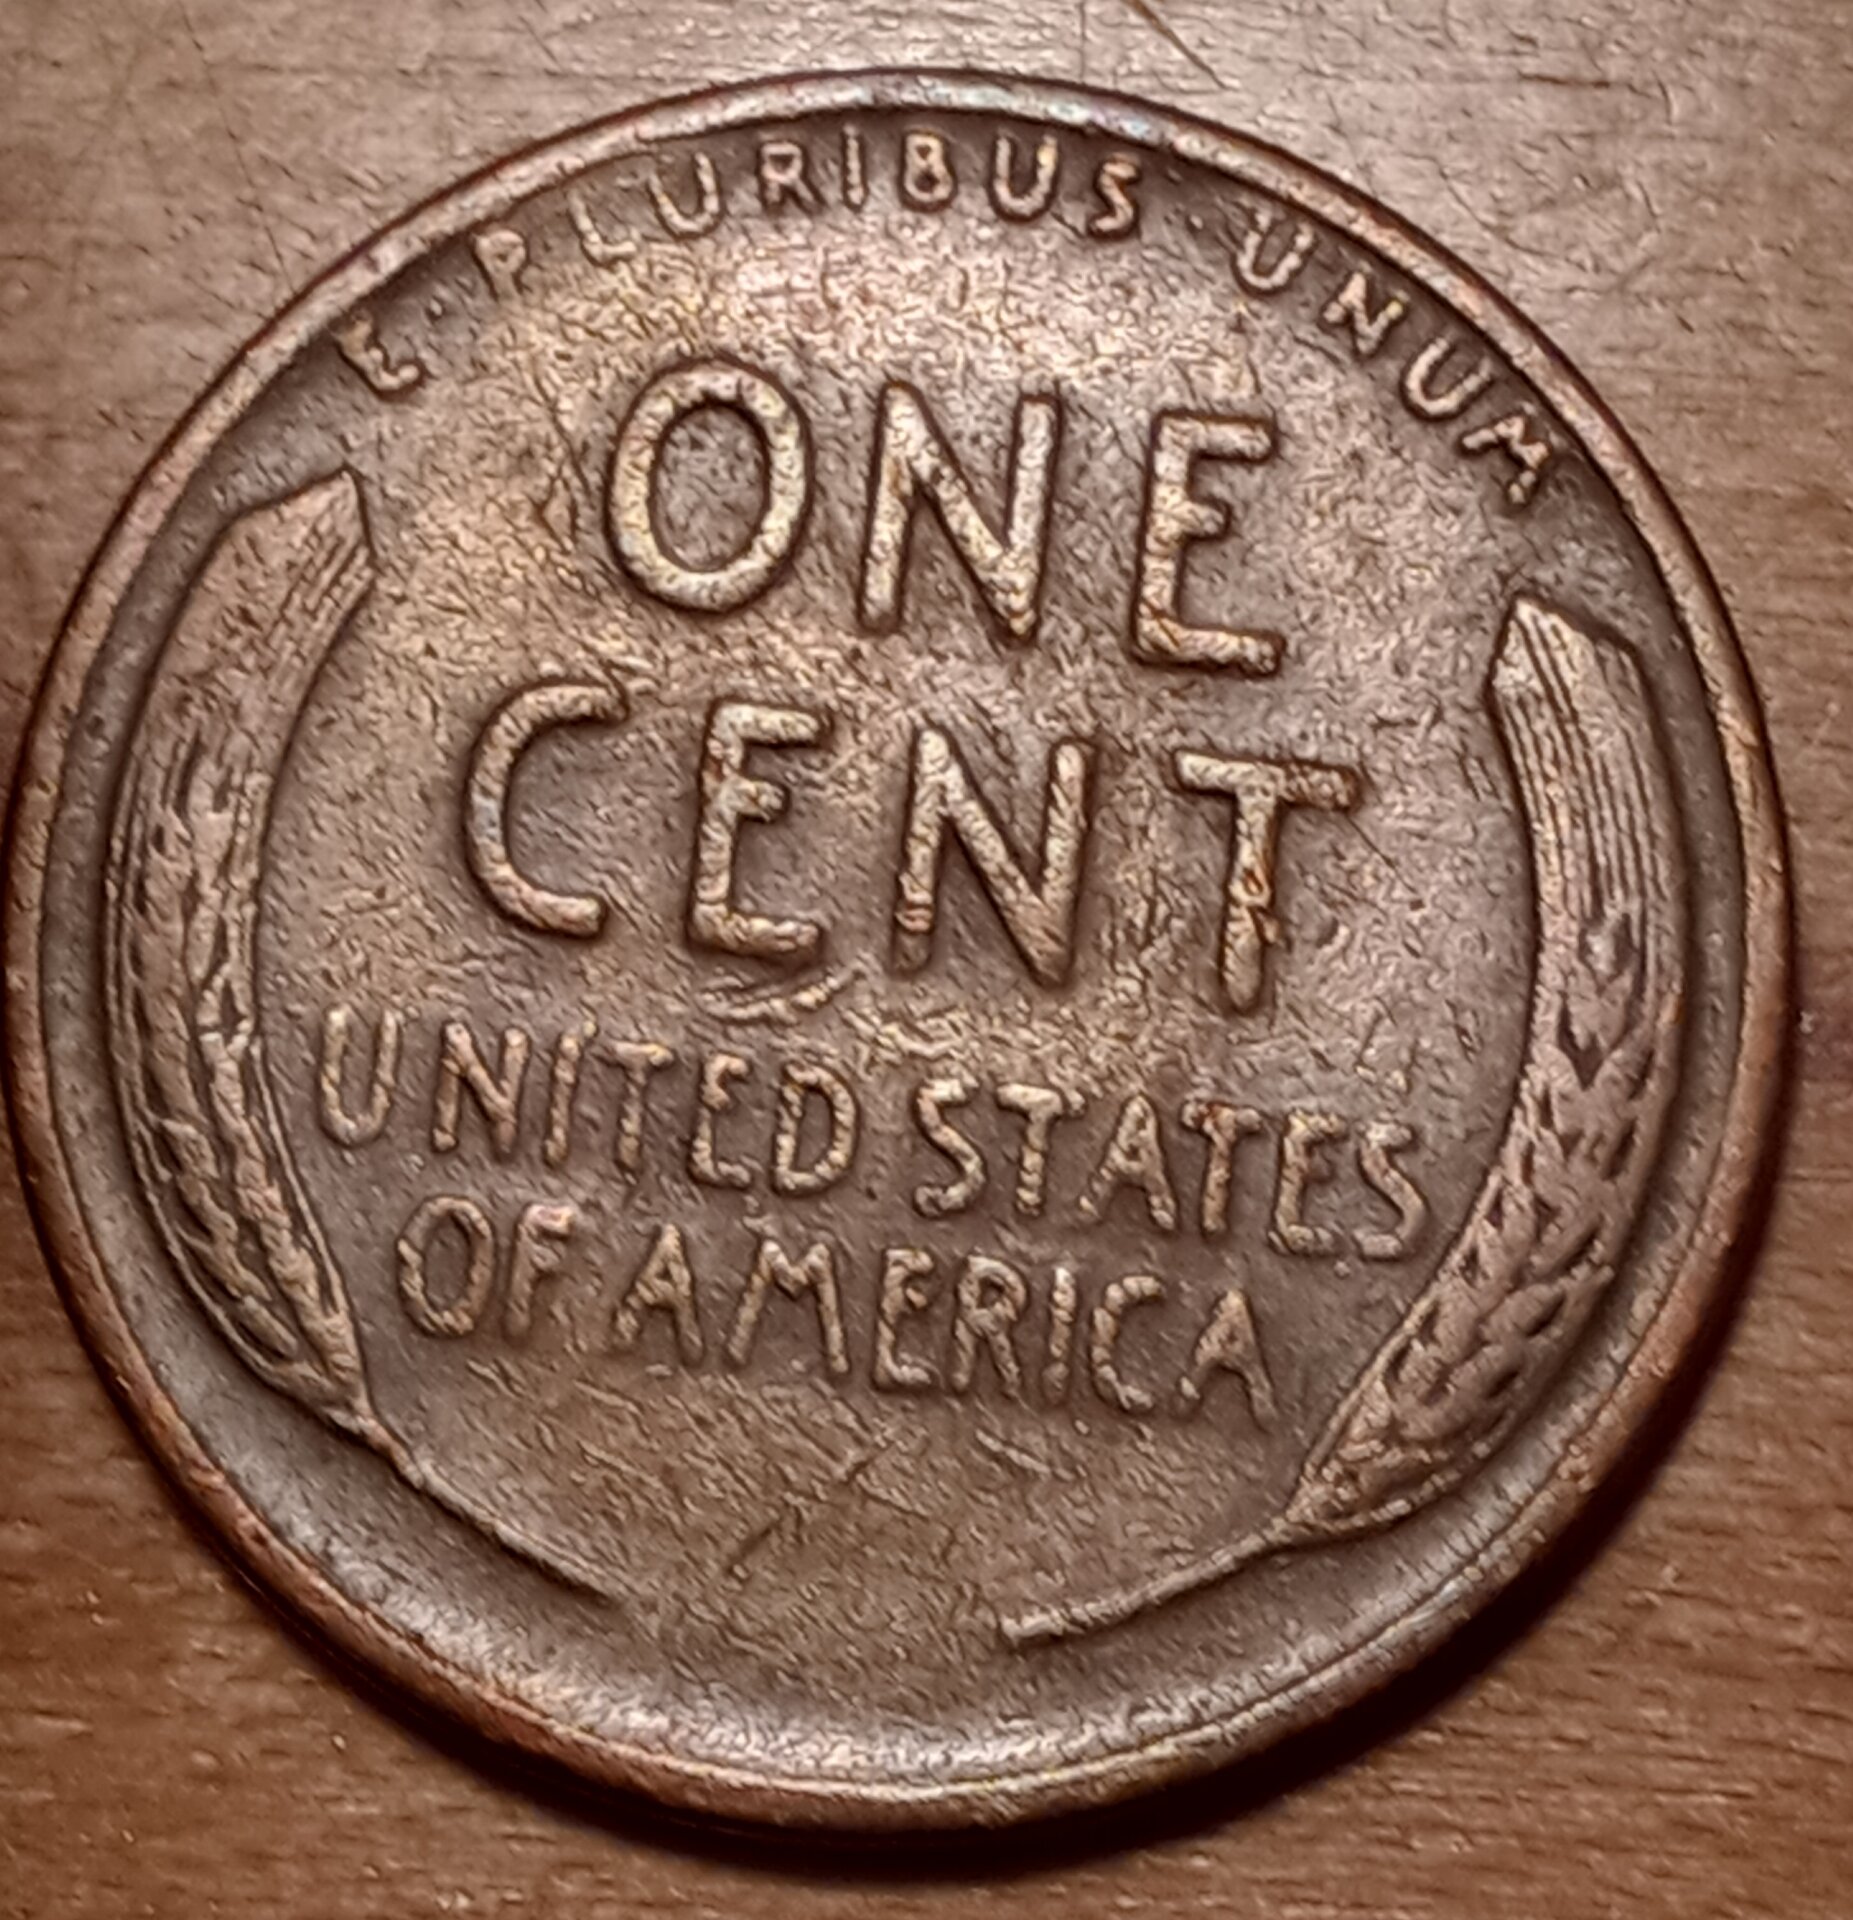 E · PLURIBUS · UNUM
ONE
CENT
UNITED STATES
OF AMERICA